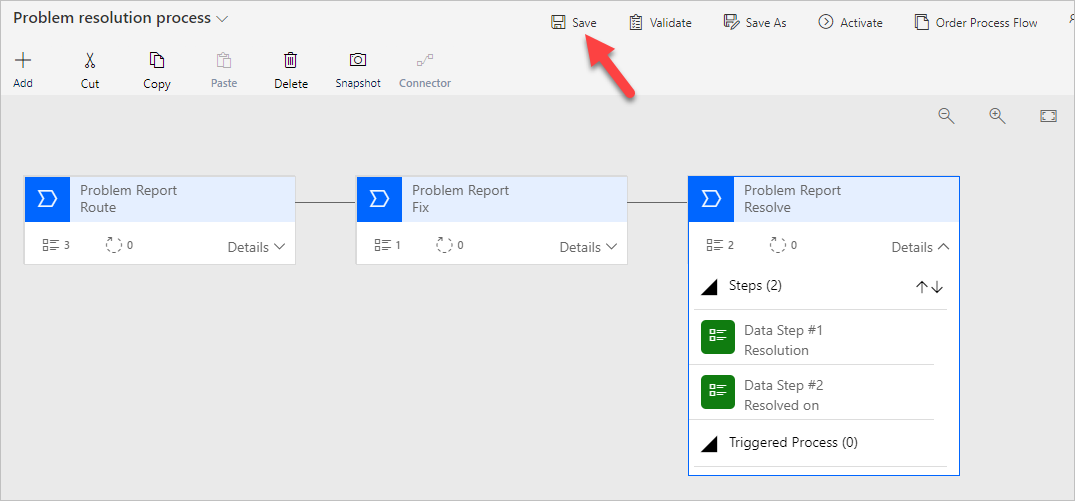 Problem resolution process
Save
Validate
Save As
Activate
Order Process Flow
Add
Cut
Copy
Paste
Delete
Snapshot
Connector
Problem Report
Route
3
0
Details
Problem Report
Fix
1
0
Details
Problem Report
Resolve
2
0
Details
Steps (2)
Data Step #1
Resolution
Data Step #2
Resolved on
Triggered Process (0)